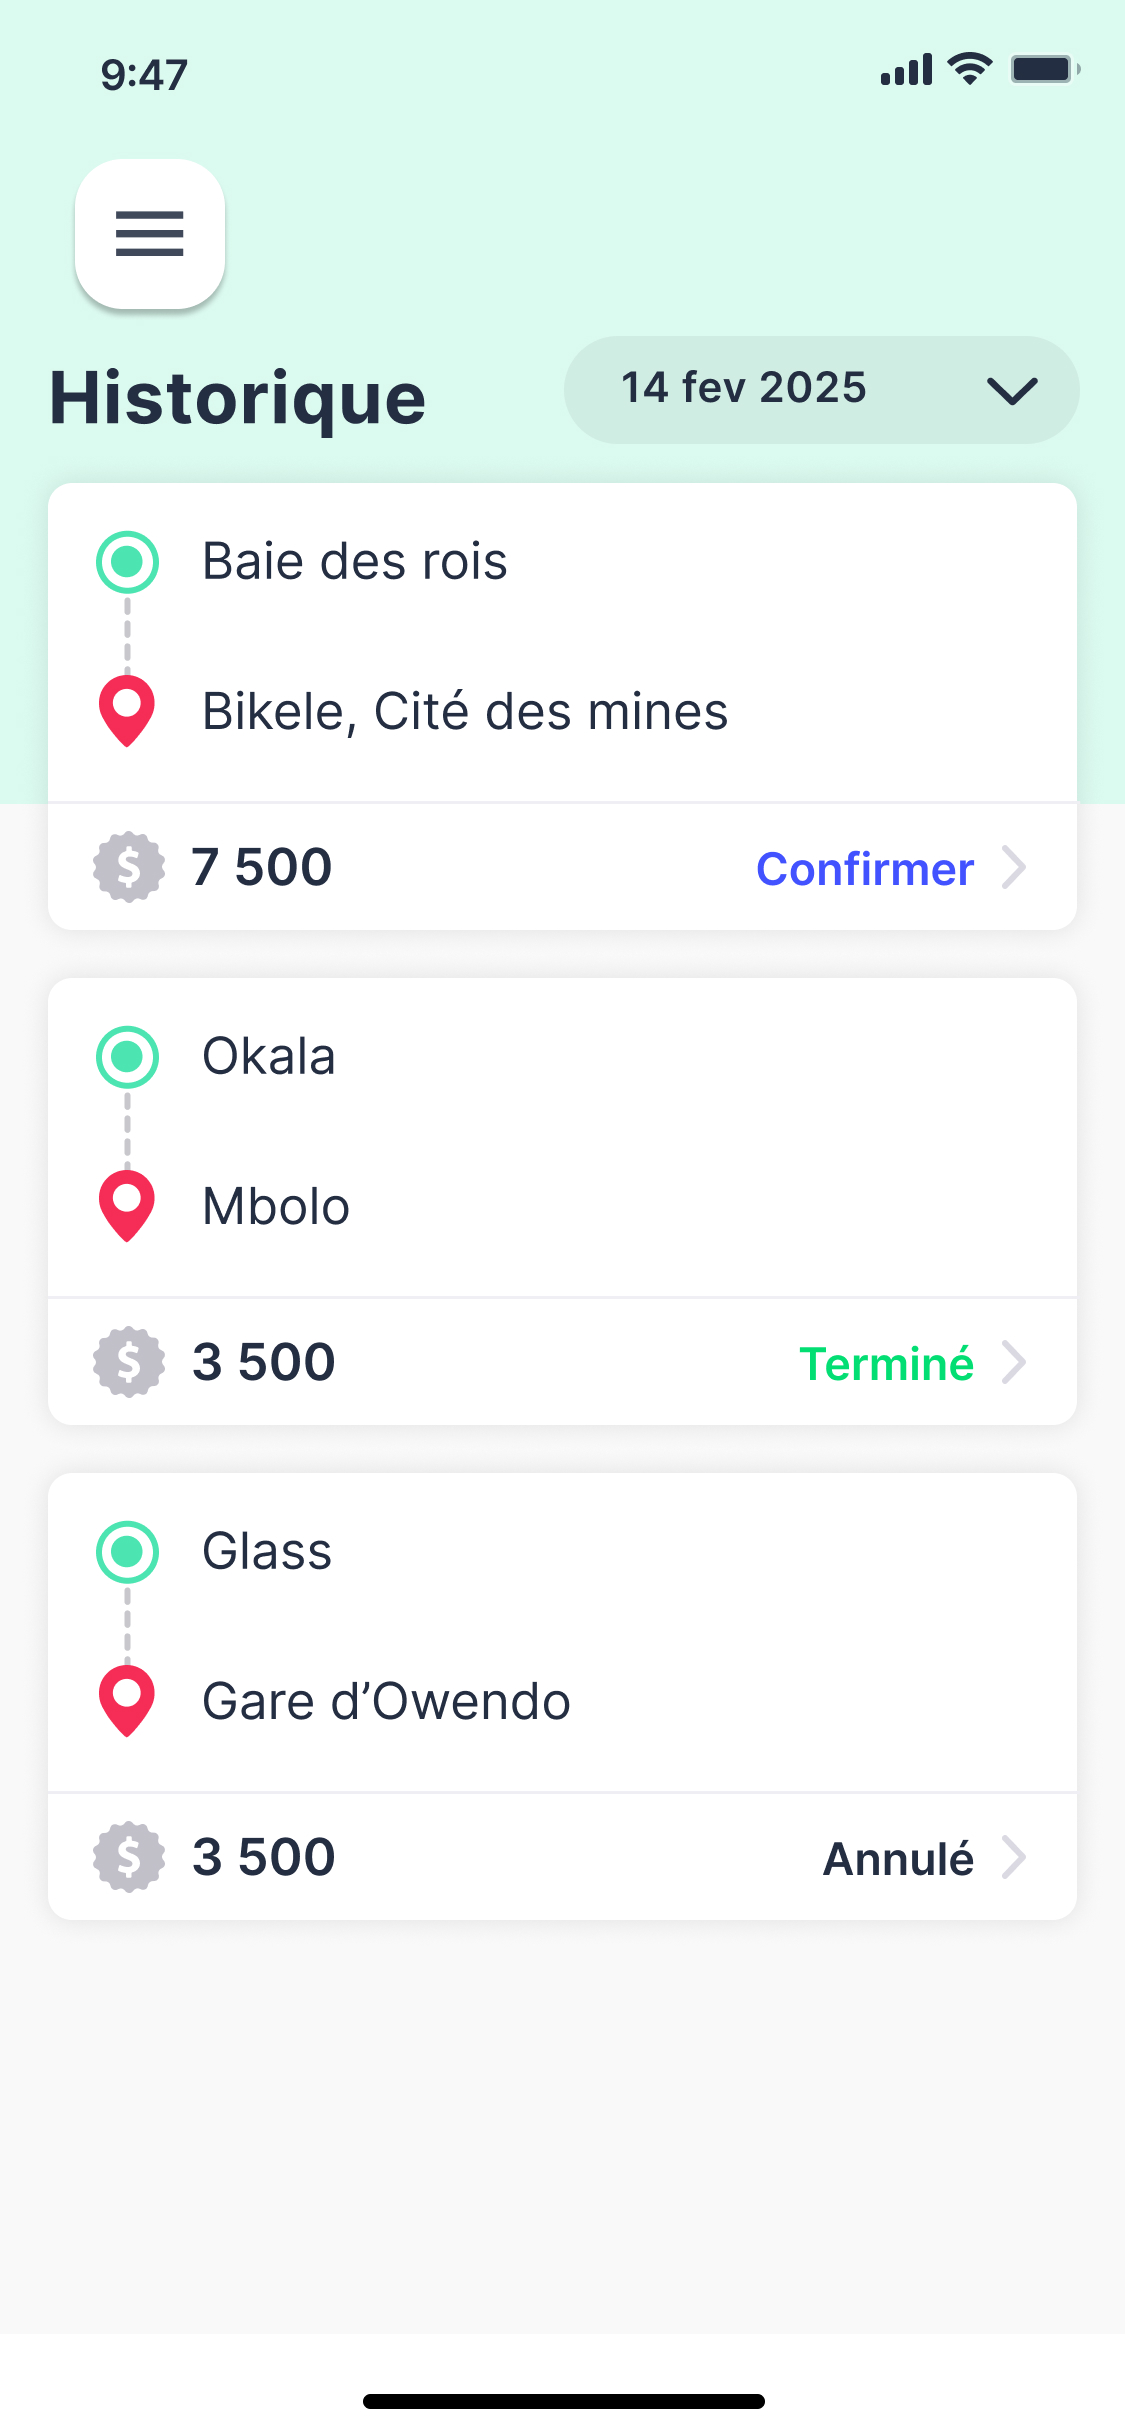 9:47
Historique
14 fev 2025
Baie des rois
Bikele, Cité des mines
$ 7 500
Confirmer
Okala
Mbolo
$ 3 500
Terminé
Glass
Gare d’Owendo
$ 3 500
Annulé